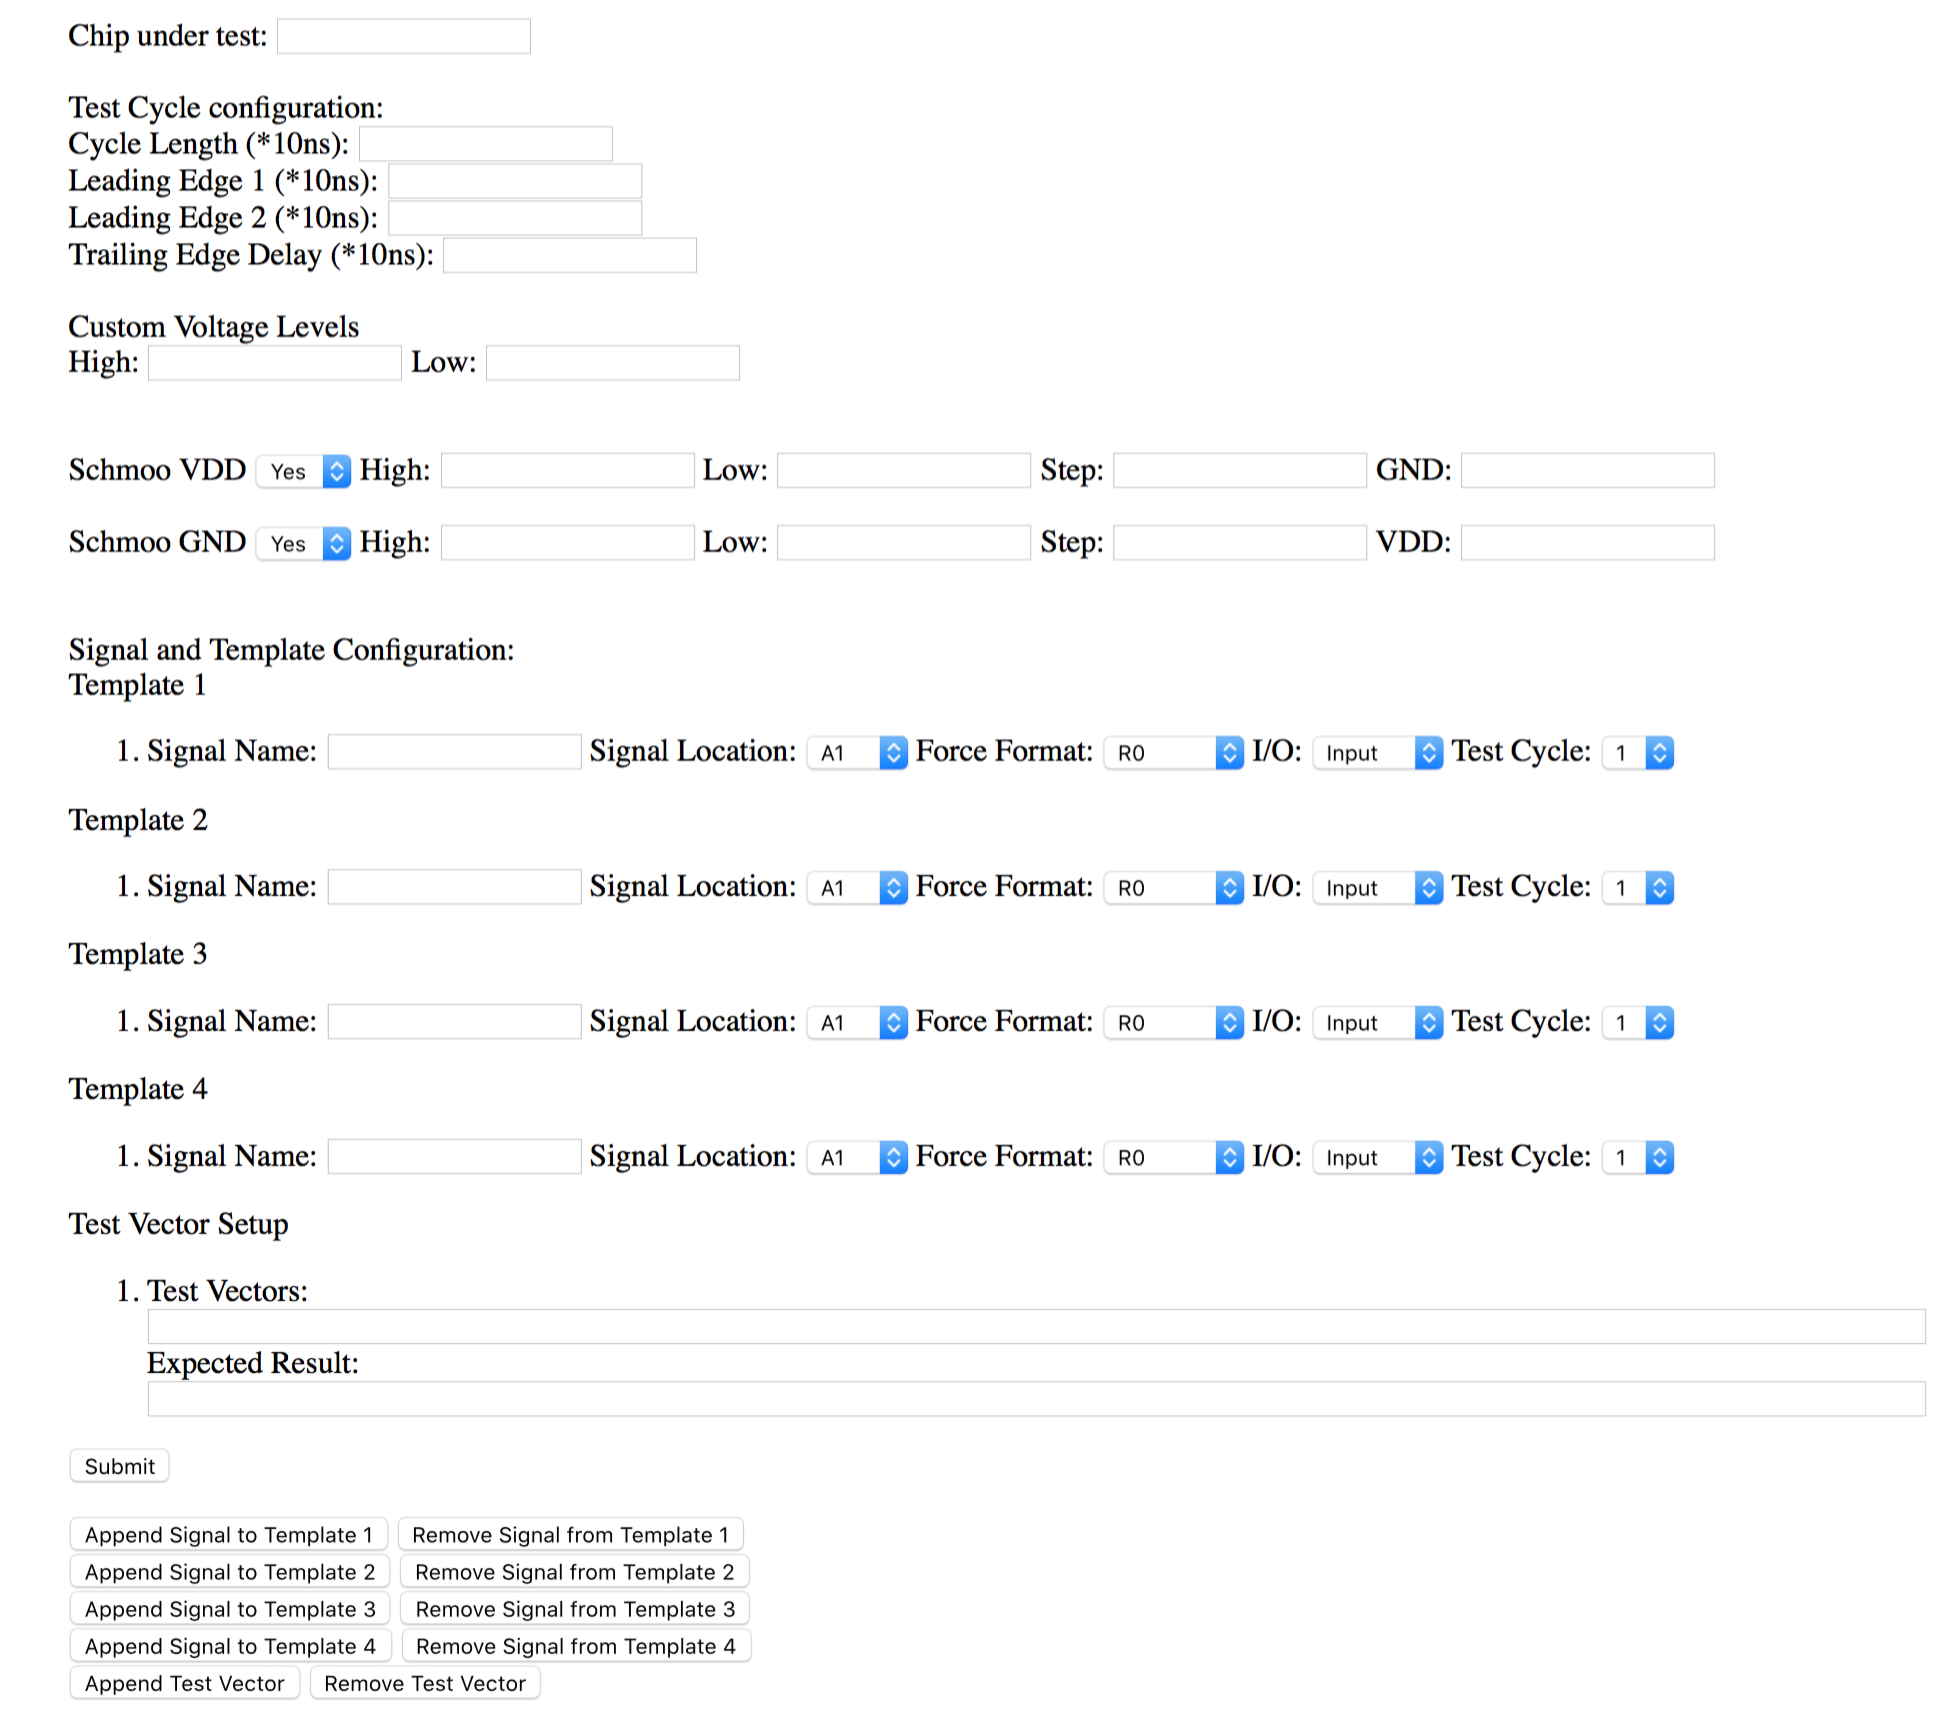 Chip under test:
Test Cycle configuration:
Cycle Length (*10ns):
Leading Edge 1 (*10ns):
Leading Edge 2 (*10ns):
Trailing Edge Delay (*10ns):
Custom Voltage Levels
High: Low:
Schmoo VDD Yes High: Low: Step: GND:
Schmoo GND Yes High: Low: Step: VDD:
Signal and Template Configuration:
Template 1
1. Signal Name: Signal Location: A1 Force Format: R0 I/O: Input Test Cycle: 1
Template 2
1. Signal Name: Signal Location: A1 Force Format: R0 I/O: Input Test Cycle: 1
Template 3
1. Signal Name: Signal Location: A1 Force Format: R0 I/O: Input Test Cycle: 1
Template 4
1. Signal Name: Signal Location: A1 Force Format: R0 I/O: Input Test Cycle: 1
Test Vector Setup
1. Test Vectors:
Expected Result:
Submit
Append Signal to Template 1 Remove Signal from Template 1
Append Signal to Template 2 Remove Signal from Template 2
Append Signal to Template 3 Remove Signal from Template 3
Append Signal to Template 4 Remove Signal from Template 4
Append Test Vector Remove Test Vector